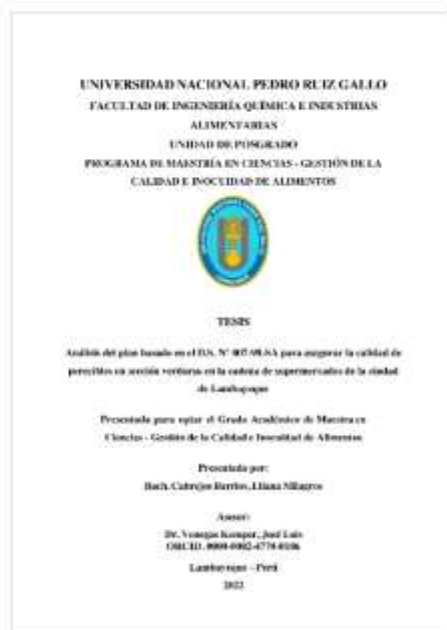 UNIVERSIDAD NACIONAL PEDRO RUIZ GALLO
FACULTAD DE INGENIERÍA QUÍMICA E INDUSTRIAS
ALIMENTARIAS
UNIDAD DE POSGRADO
PROGRAMA DE MAESTRÍA EN CIENCIAS - GESTIÓN DE LA
CALIDAD E INOCUIDAD DE ALIMENTOS
TESIS
Análisis del plan basado en el D.S. N° 007-98-SA para asegurar la calidad de
perecibles en sección verduras en la cadena de supermercados de la ciudad
de Lambayeque
Presentada para optar el Grado Académico de Maestra en
Ciencias - Gestión de la Calidad e Inocuidad de Alimentos
Presentada por:
Bach. Cabrejos Barrios, Liliana Milagros
Asesor:
Dr. Venegas Kemper, José Luis
ORCID.
Lambayeque – Perú
2022